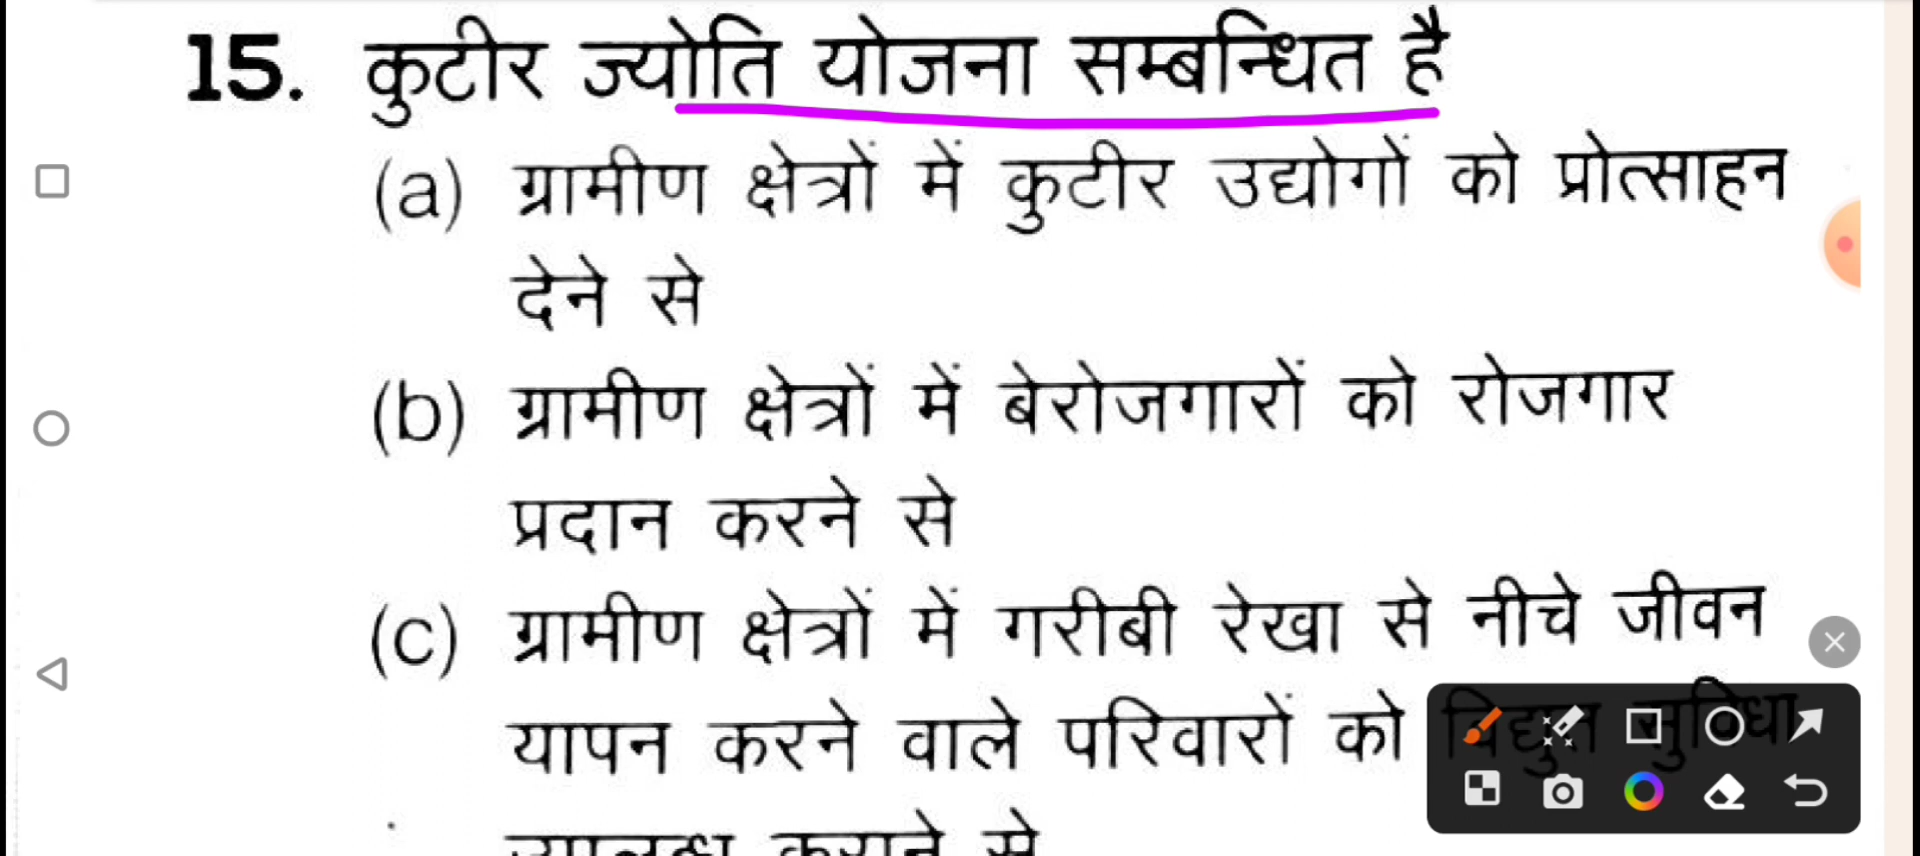 15. कुटीर ज्योति योजना सम्बन्धित है
(a) ग्रामीण क्षेत्रों में कुटीर उद्योगों को प्रोत्साहन
देने से
(b) ग्रामीण क्षेत्रों में बेरोजगारों को रोजगार
प्रदान करने से
(c) ग्रामीण क्षेत्रों में गरीबी रेखा से नीचे जीवन
यापन करने वाले परिवारों को विद्युत सुविधा
से